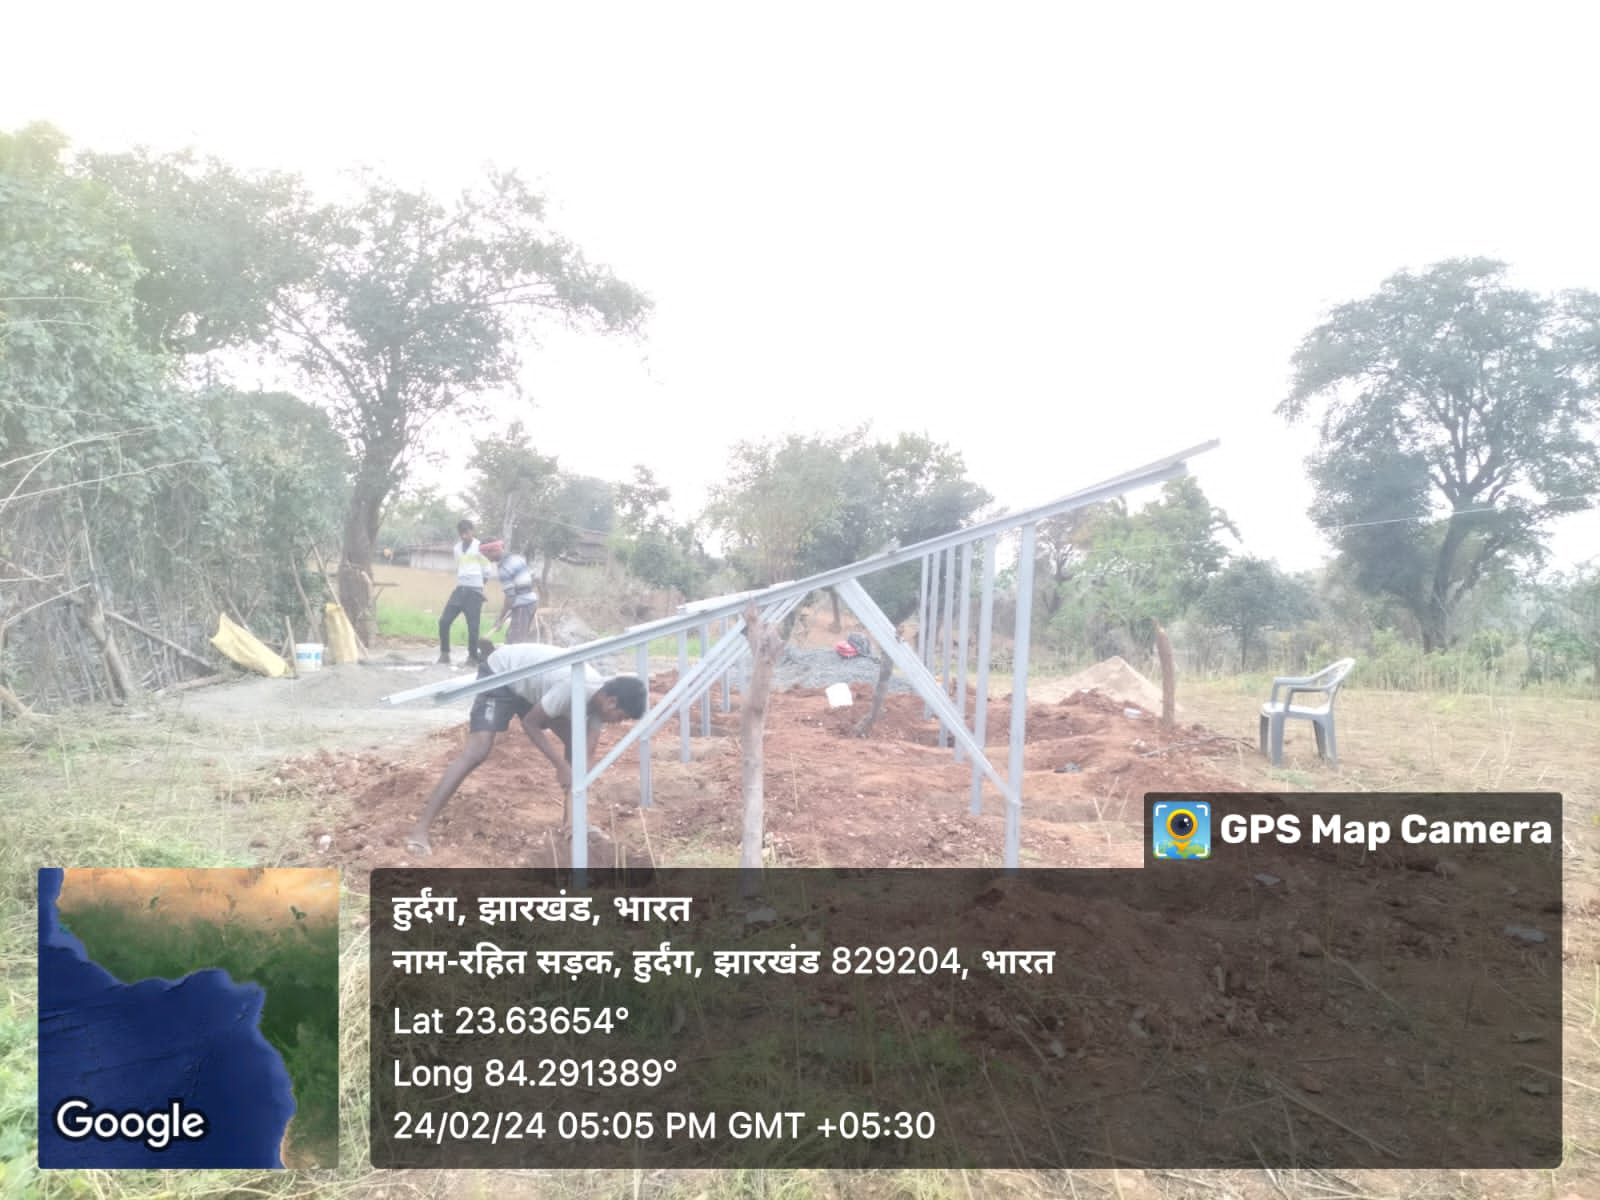 GPS Map Camera
हुर्दंग, झारखंड, भारत
नाम-रहित सड़क, हुर्दंग, झारखंड 829204, भारत
Lat 23.63654°
Long 84.291389°
24/02/24 05:05 PM GMT +05:30
Google